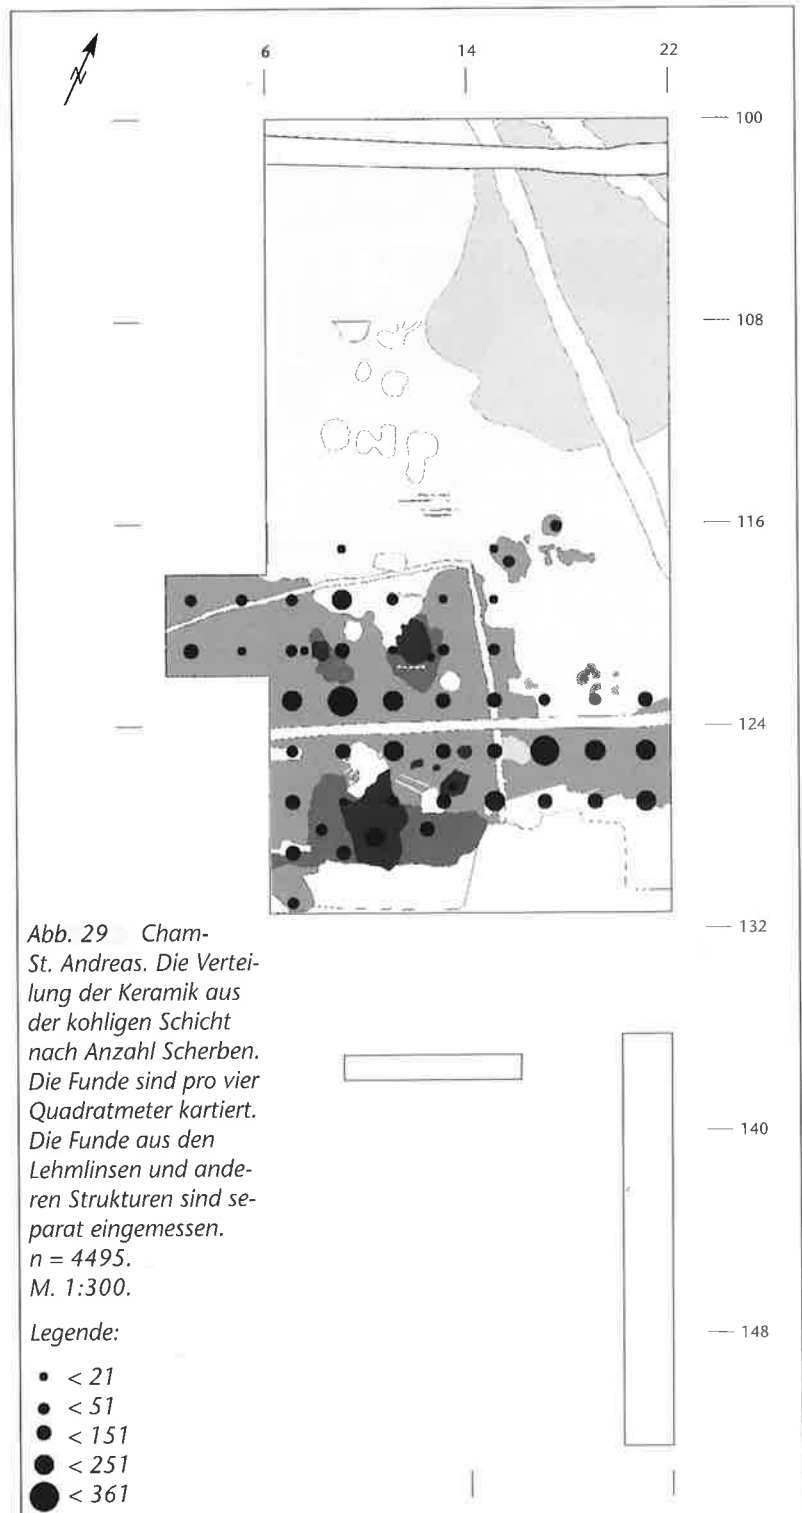 N
6 14 22
100
108
116
124
132
140
148
Abb. 29 Cham-
St. Andreas. Die Vertei-
lung der Keramik aus
der kohligen Schicht
nach Anzahl Scherben.
Die Funde sind pro vier
Quadratmeter kartiert.
Die Funde aus den
Lehmlinsen und ande-
ren Strukturen sind se-
parat eingemessen.
n = 4495.
M. 1:300.
Legende:
< 21
< 51
< 151
< 251
< 361